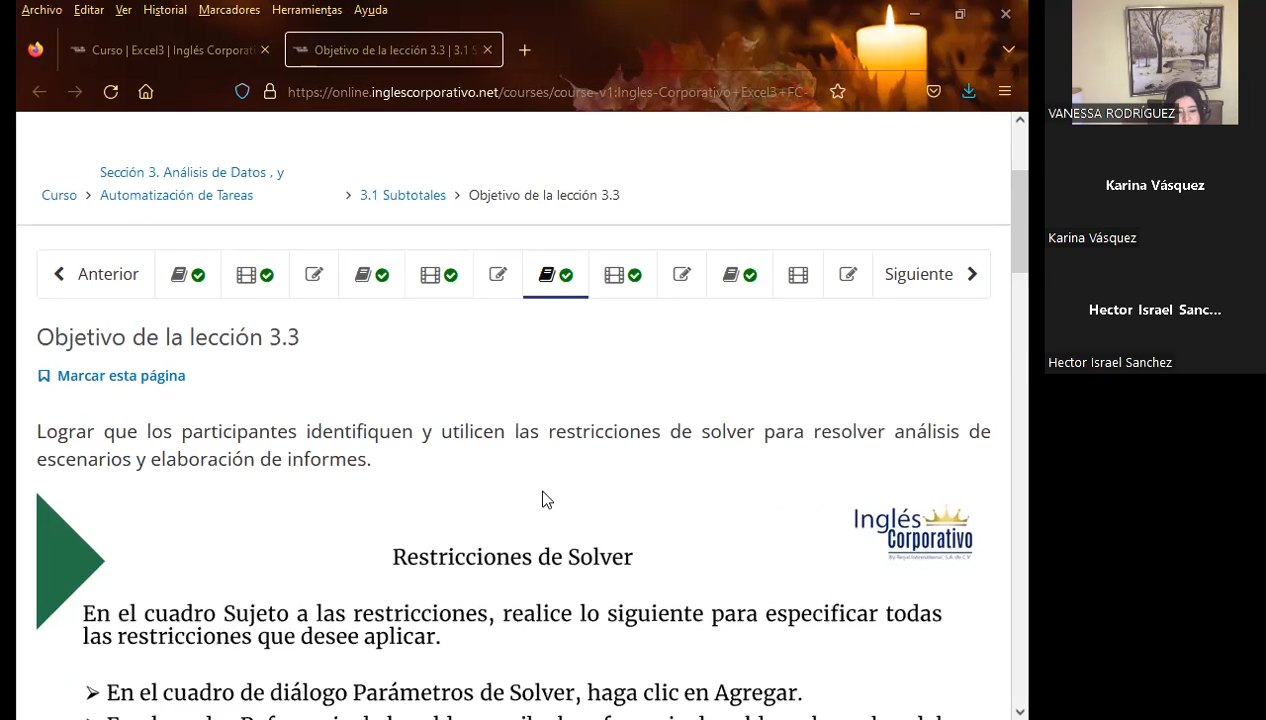 Archivo Editar Ver Historial Marcadores Herramientas Ayuda
Curso | Excel3 | Inglés Corporat
Objetivo de la lección 3.3 | 3.1 S
https://online.inglescorporativo.net/courses/course-v1:Ingles-Corporativo+Excel3+FC-1
Sección 3. Análisis de Datos , y
Curso > Automatización de Tareas > 3.1 Subtotales > Objetivo de la lección 3.3
Anterior
Siguiente
Objetivo de la lección 3.3
Marcar esta página
Lograr que los participantes identifiquen y utilicen las restricciones de solver para resolver análisis de
escenarios y elaboración de informes.
Inglés
Corporativo
Restricciones de Solver
En el cuadro Sujeto a las restricciones, realice lo siguiente para especificar todas
las restricciones que desee aplicar.
➢ En el cuadro de diálogo Parámetros de Solver, haga clic en Agregar.
VANESSA RODRÍGUEZ
Karina Vásquez
Karina Vásquez
Hector Israel Sanc...
Hector Israel Sanchez